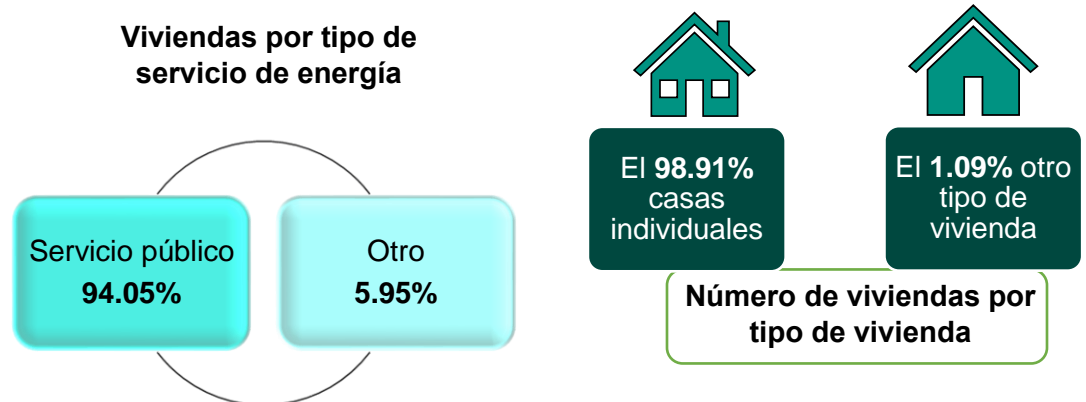 Viviendas por tipo de
servicio de energía
Servicio público
94.05%
Otro
5.95%
El 98.91%
casas
individuales
El 1.09% otro
tipo de
vivienda
Número de viviendas por
tipo de vivienda